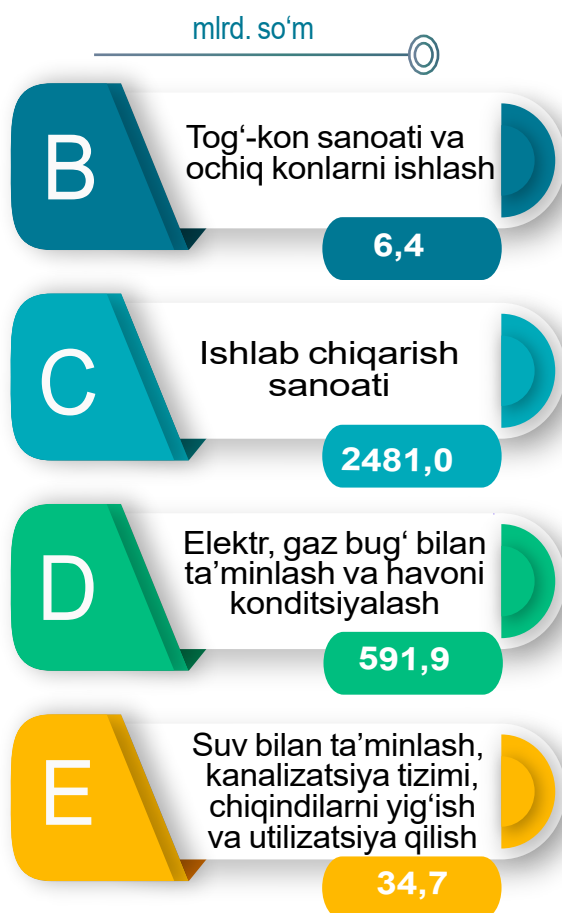 mlrd. so‘m
B
Tog‘-kon sanoati va
ochiq konlarni ishlash
6,4
C
Ishlab chiqarish
sanoati
2481,0
D
Elektr, gaz bug‘ bilan
ta’minlash va havoni
konditsiyalash
591,9
E
Suv bilan ta’minlash,
kanalizatsiya tizimi,
chiqindilarni yig‘ish
va utilizatsiya qilish
34,7